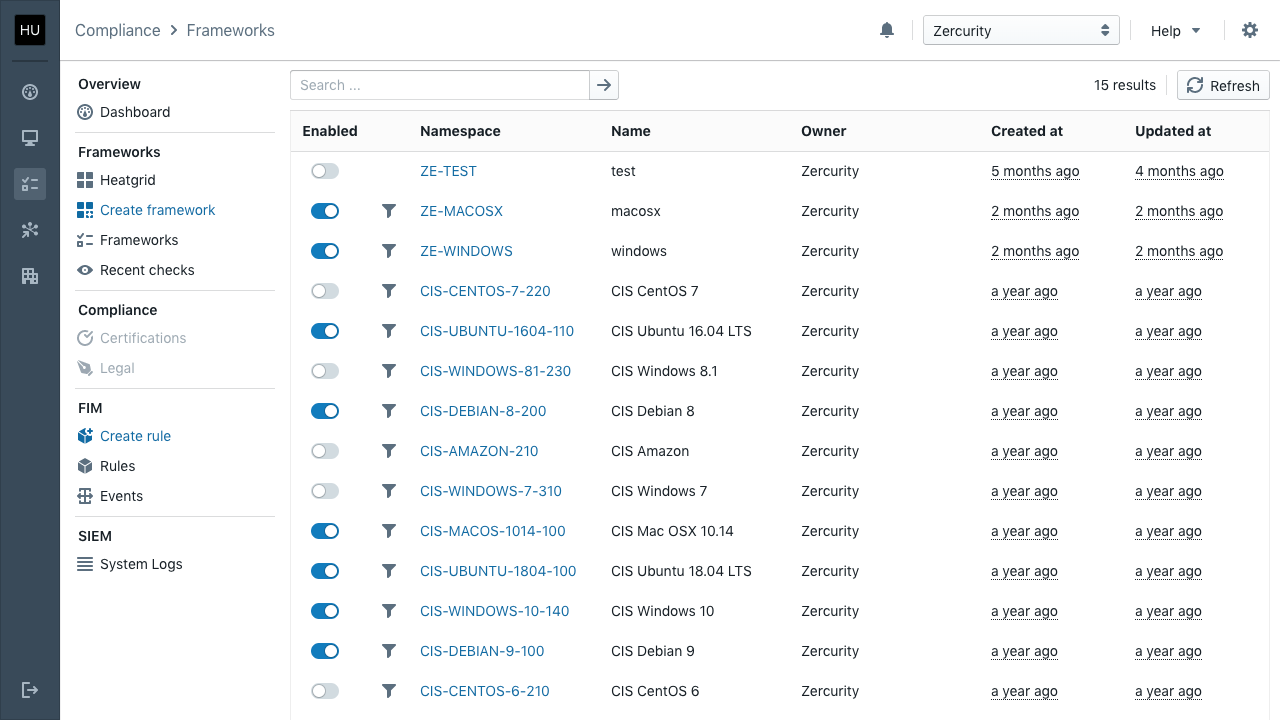 HU
Compliance > Frameworks
Zercurity
Help
Overview
Dashboard
Frameworks
Heatgrid
Create framework
Frameworks
Recent checks
Compliance
Certifications
Legal
FIM
Create rule
Rules
Events
SIEM
System Logs
Search ...
15 results
Refresh
Enabled Namespace Name Owner Created at Updated at
ZE-TEST test Zercurity 5 months ago 4 months ago
ZE-MACOSX macosx Zercurity 2 months ago 2 months ago
ZE-WINDOWS windows Zercurity 2 months ago 2 months ago
CIS-CENTOS-7-220 CIS CentOS 7 Zercurity a year ago a year ago
CIS-UBUNTU-1604-110 CIS Ubuntu 16.04 LTS Zercurity a year ago a year ago
CIS-WINDOWS-81-230 CIS Windows 8.1 Zercurity a year ago a year ago
CIS-DEBIAN-8-200 CIS Debian 8 Zercurity a year ago a year ago
CIS-AMAZON-210 CIS Amazon Zercurity a year ago a year ago
CIS-WINDOWS-7-310 CIS Windows 7 Zercurity a year ago a year ago
CIS-MACOS-1014-100 CIS Mac OSX 10.14 Zercurity a year ago a year ago
CIS-UBUNTU-1804-100 CIS Ubuntu 18.04 LTS Zercurity a year ago a year ago
CIS-WINDOWS-10-140 CIS Windows 10 Zercurity a year ago a year ago
CIS-DEBIAN-9-100 CIS Debian 9 Zercurity a year ago a year ago
CIS-CENTOS-6-210 CIS CentOS 6 Zercurity a year ago a year ago